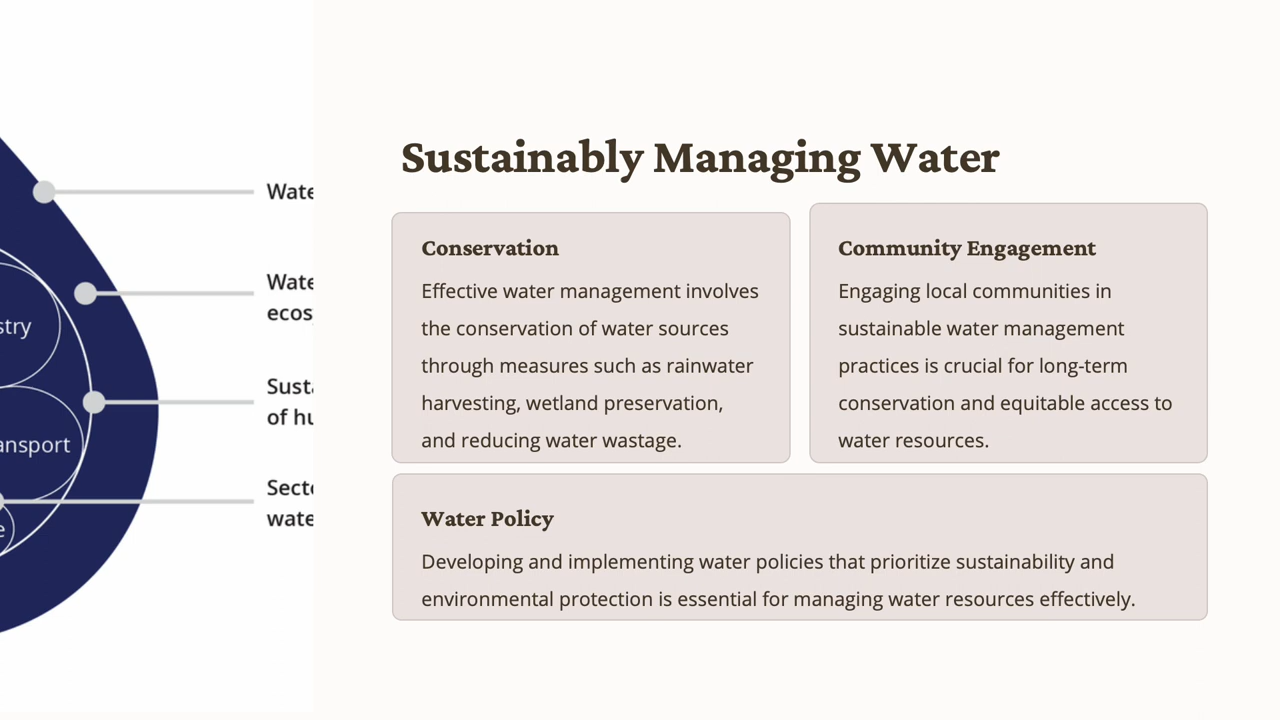 Sustainably Managing Water
Conservation
Effective water management involves
the conservation of water sources
through measures such as rainwater
harvesting, wetland preservation,
and reducing water wastage.
Community Engagement
Engaging local communities in
sustainable water management
practices is crucial for long-term
conservation and equitable access to
water resources.
Water Policy
Developing and implementing water policies that prioritize sustainability and
environmental protection is essential for managing water resources effectively.
of